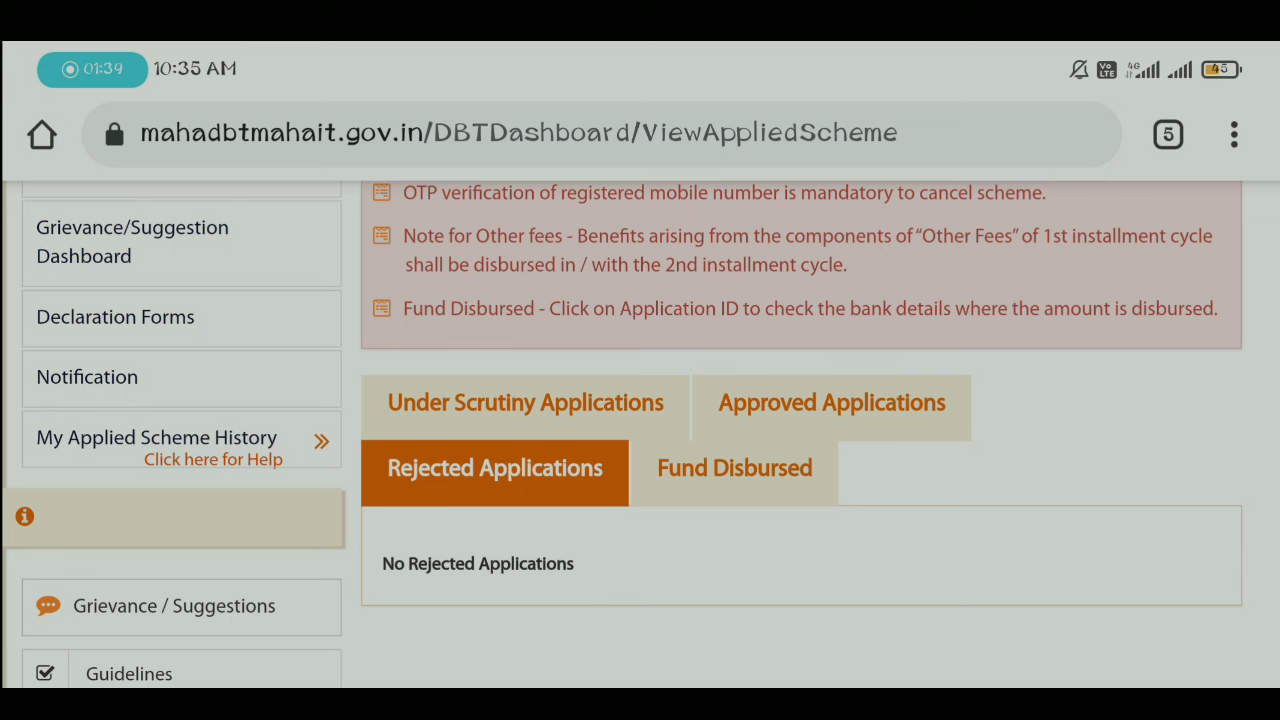 01:39 10:35 AM 4G Vo LTE 45
mahadbtmahait.gov.in/DBTDashboard/ViewAppliedScheme 5
OTP verification of registered mobile number is mandatory to cancel scheme.
Note for Other fees - Benefits arising from the components of “Other Fees” of 1st installment cycle
shall be disbursed in / with the 2nd installment cycle.
Fund Disbursed - Click on Application ID to check the bank details where the amount is disbursed.
Grievance/Suggestion
Dashboard
Declaration Forms
Notification
My Applied Scheme History
Click here for Help
Grievance / Suggestions
Guidelines
Under Scrutiny Applications Approved Applications
Rejected Applications Fund Disbursed
No Rejected Applications